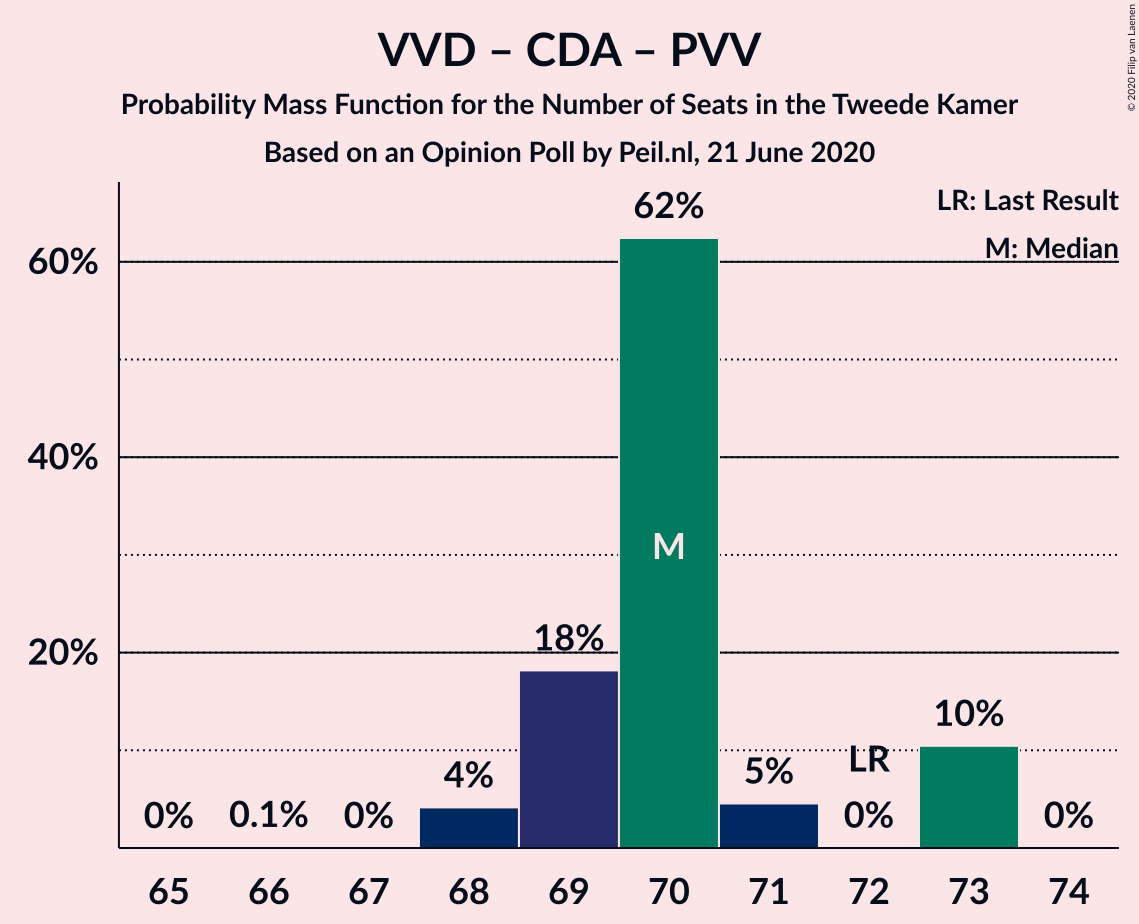 VVD – CDA – PVV
Probability Mass Function for the Number of Seats in the Tweede Kamer
Based on an Opinion Poll by Peil.nl, 21 June 2020
© 2020 Filip van Laenen
LR: Last Result
M: Median
60%
40%
20%
0%
0.1%
0%
4%
18%
62%
M
5%
LR
0%
10%
0%
65 66 67 68 69 70 71 72 73 74